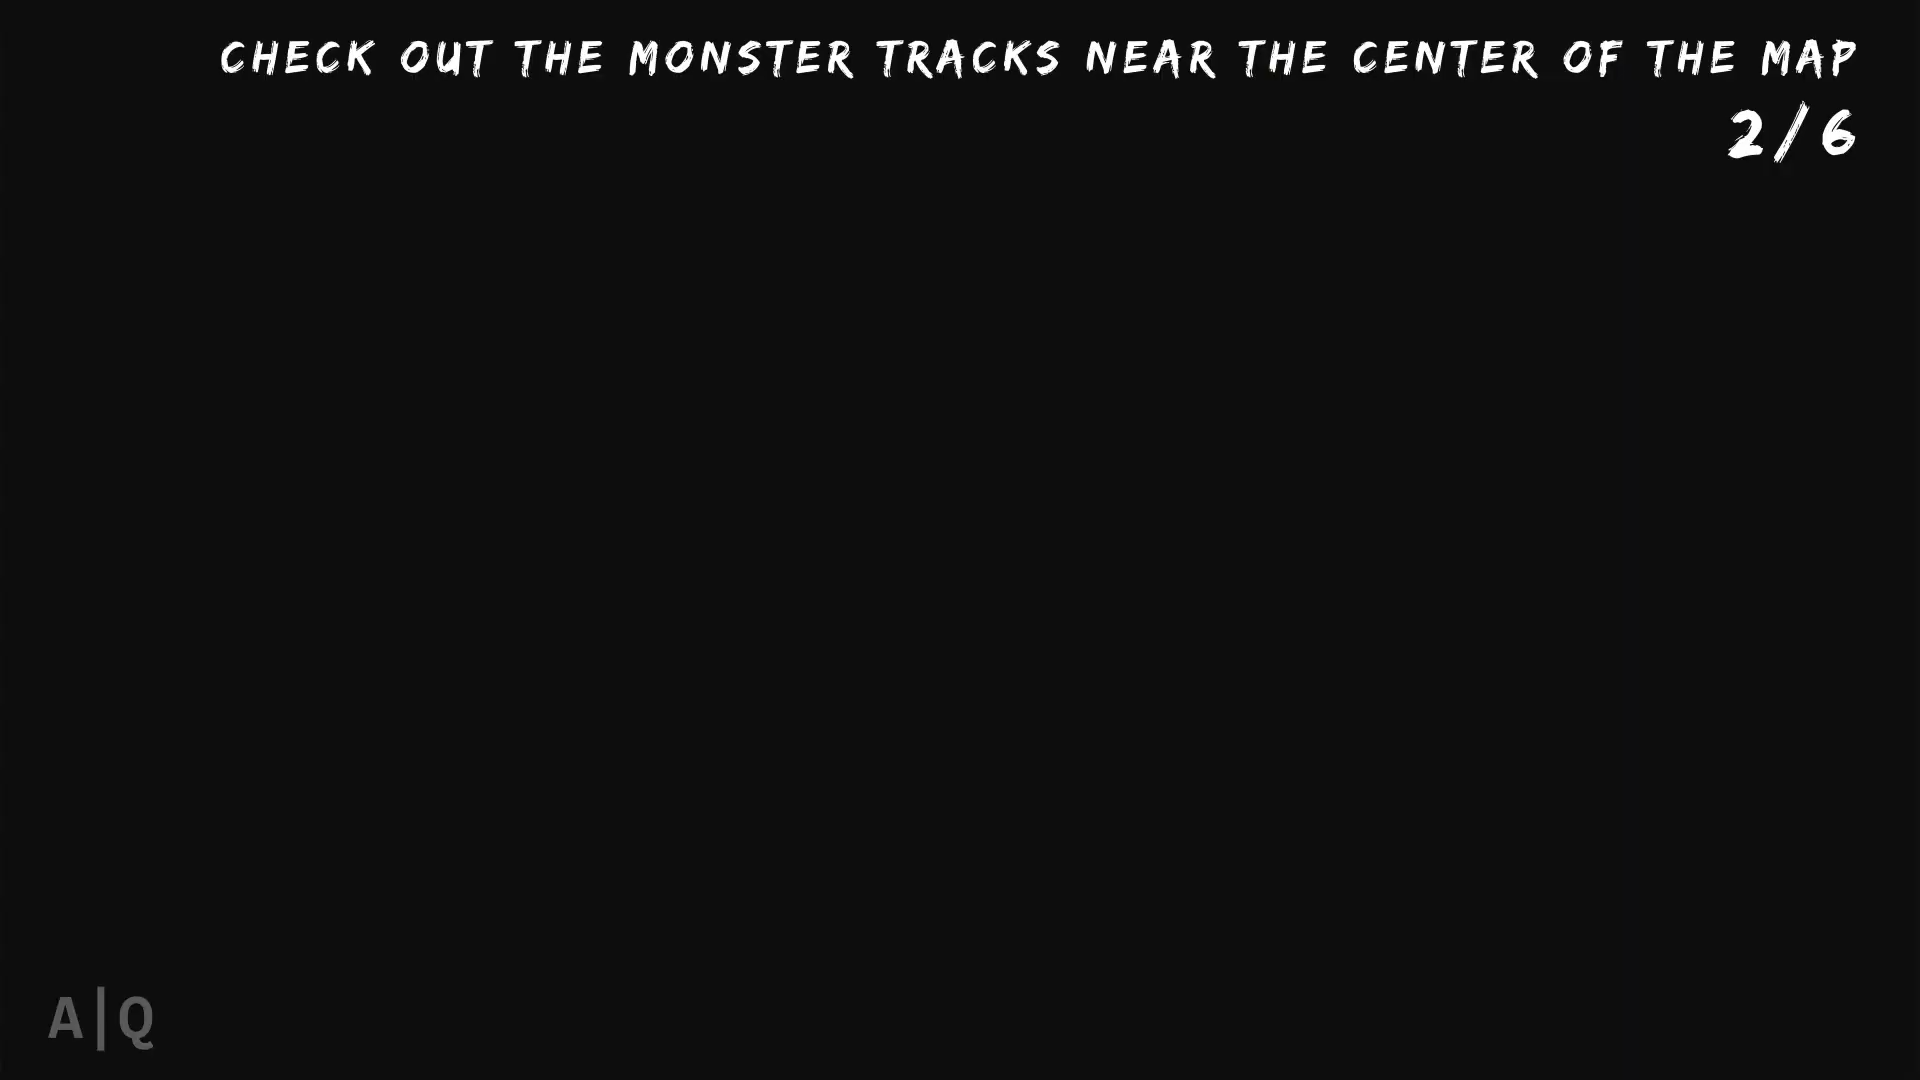 CHECK OUT THE MONSTER TRACKS NEAR THE CENTER OF THE MAP
2/6
A|Q